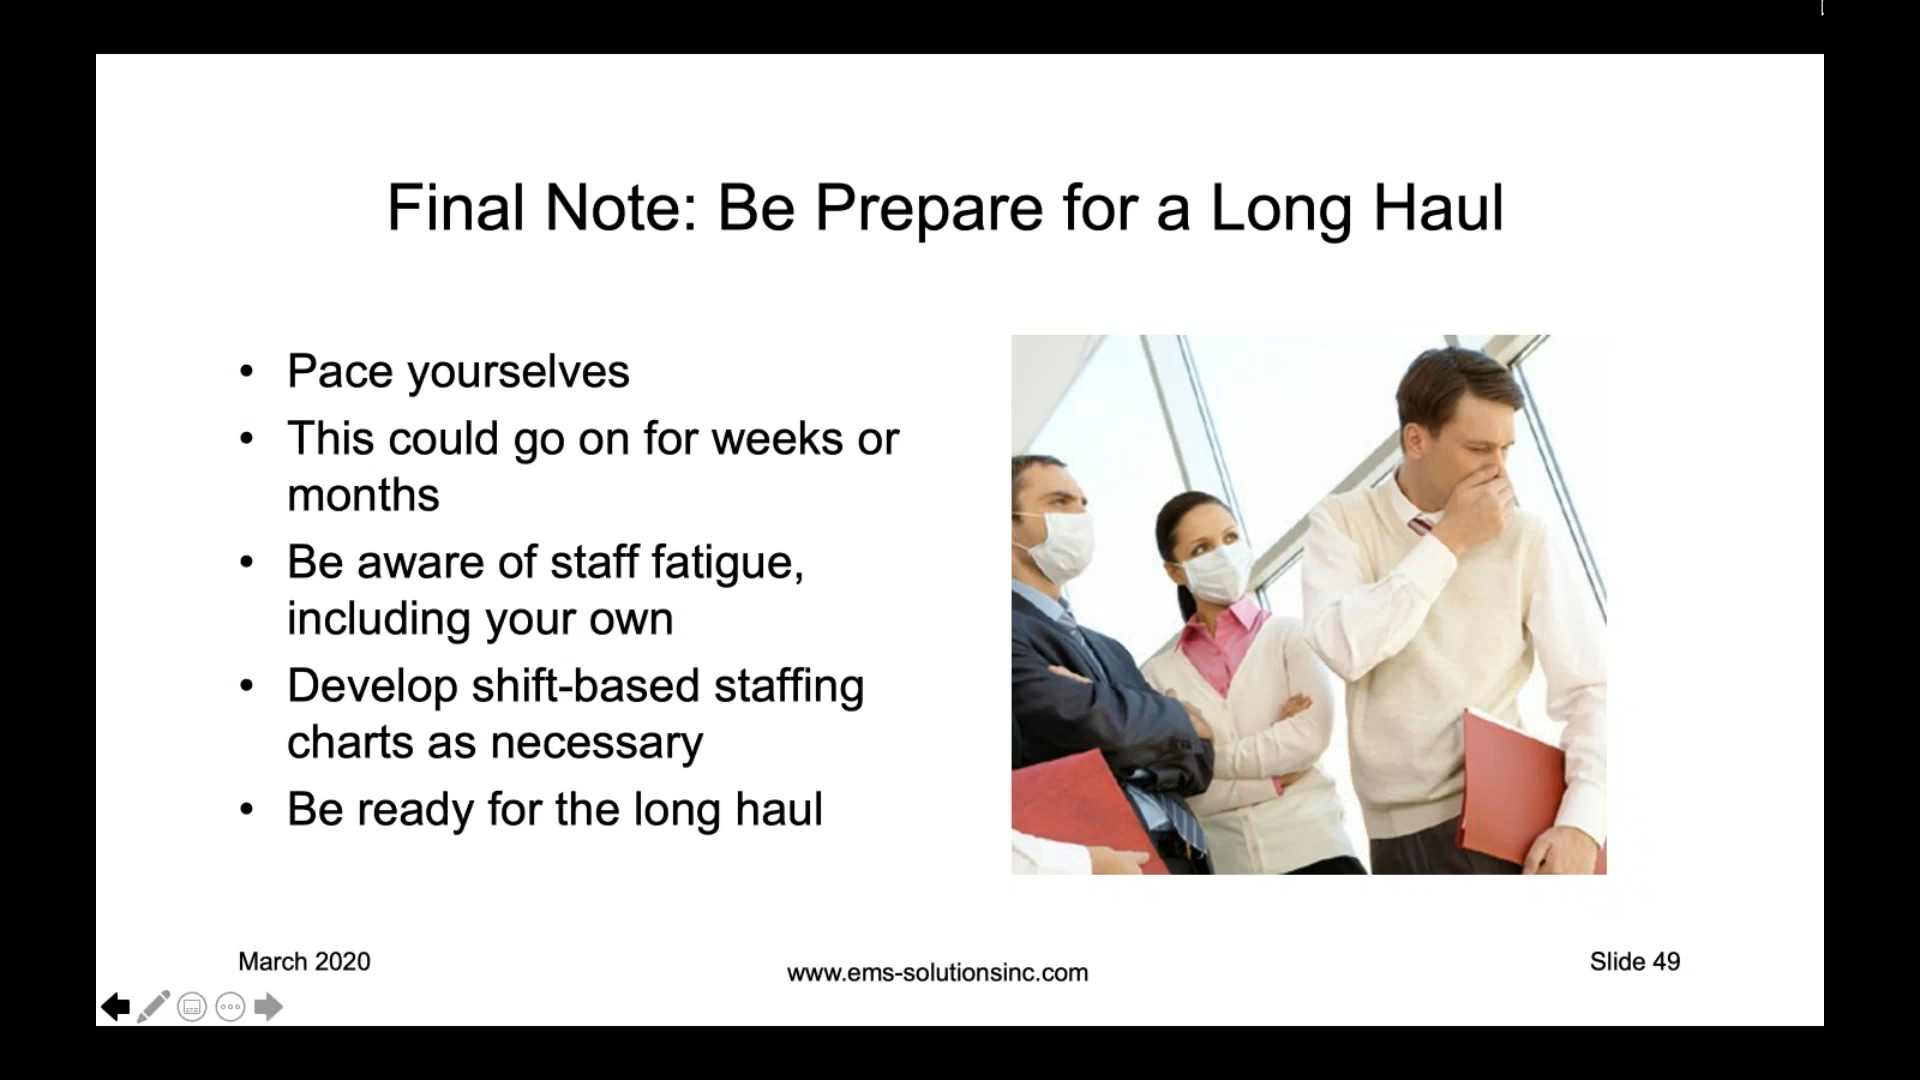 Final Note: Be Prepare for a Long Haul
• Pace yourselves
• This could go on for weeks or
months
• Be aware of staff fatigue,
including your own
• Develop shift-based staffing
charts as necessary
• Be ready for the long haul
March 2020
www.ems-solutionsinc.com
Slide 49